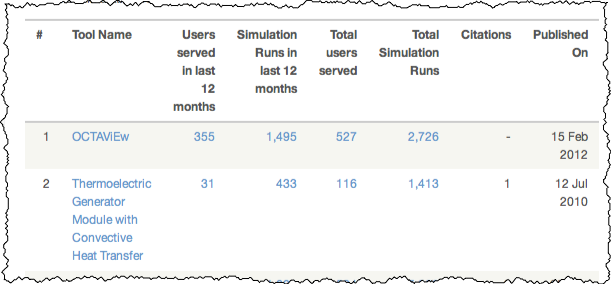 # Tool Name Users served in last 12 months Simulation Runs in last 12 months Total users served Total Simulation Runs Citations Published On
1 OCTAVIEw 355 1,495 527 2,726 - 15 Feb 2012
2 Thermoelectric Generator Module with Convective Heat Transfer 31 433 116 1,413 1 12 Jul 2010